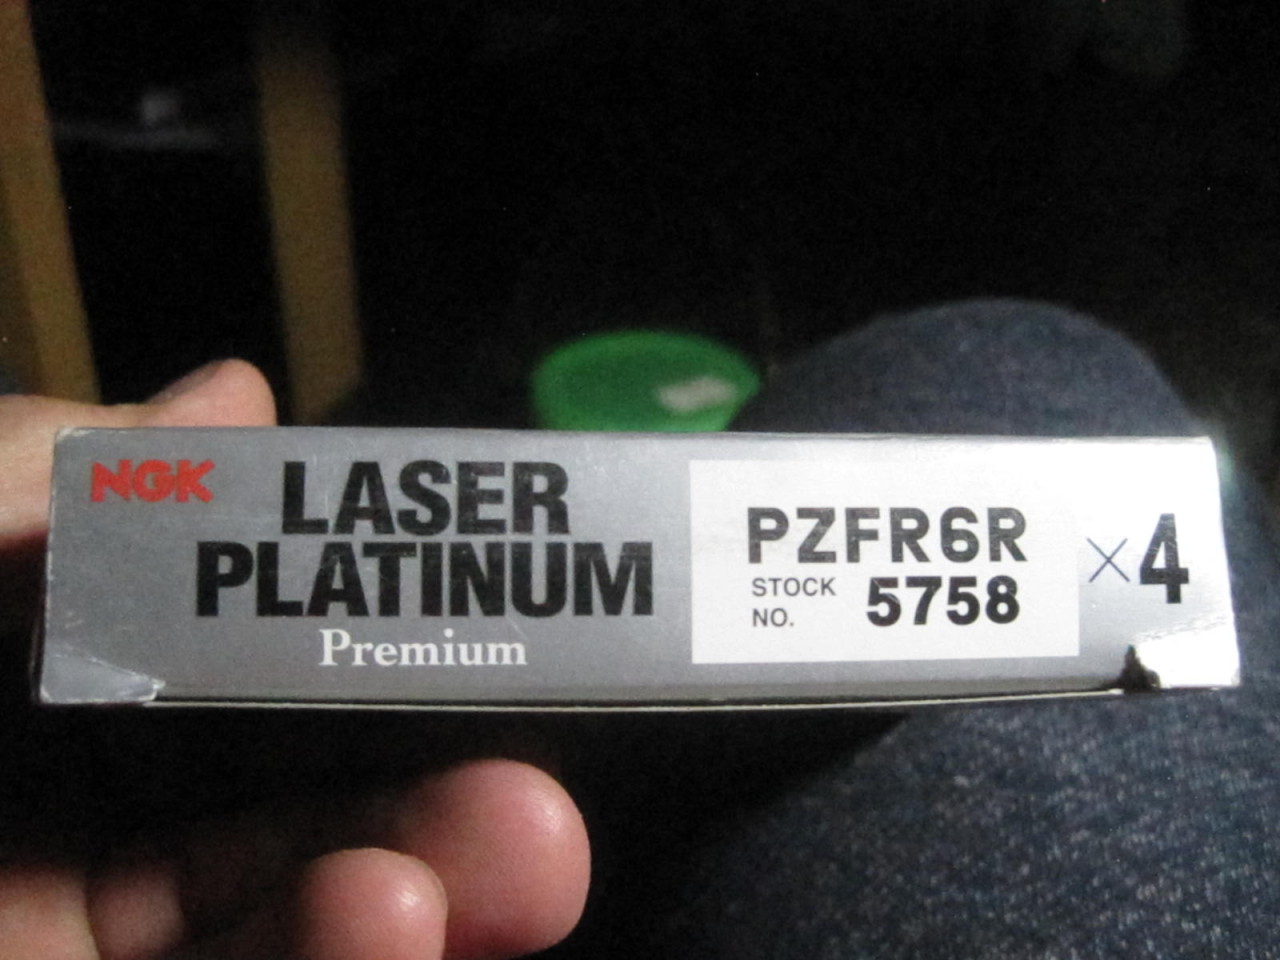 NGK
LASER
PLATINUM
Premium
PZFR6R
STOCK
NO. 5758
×4